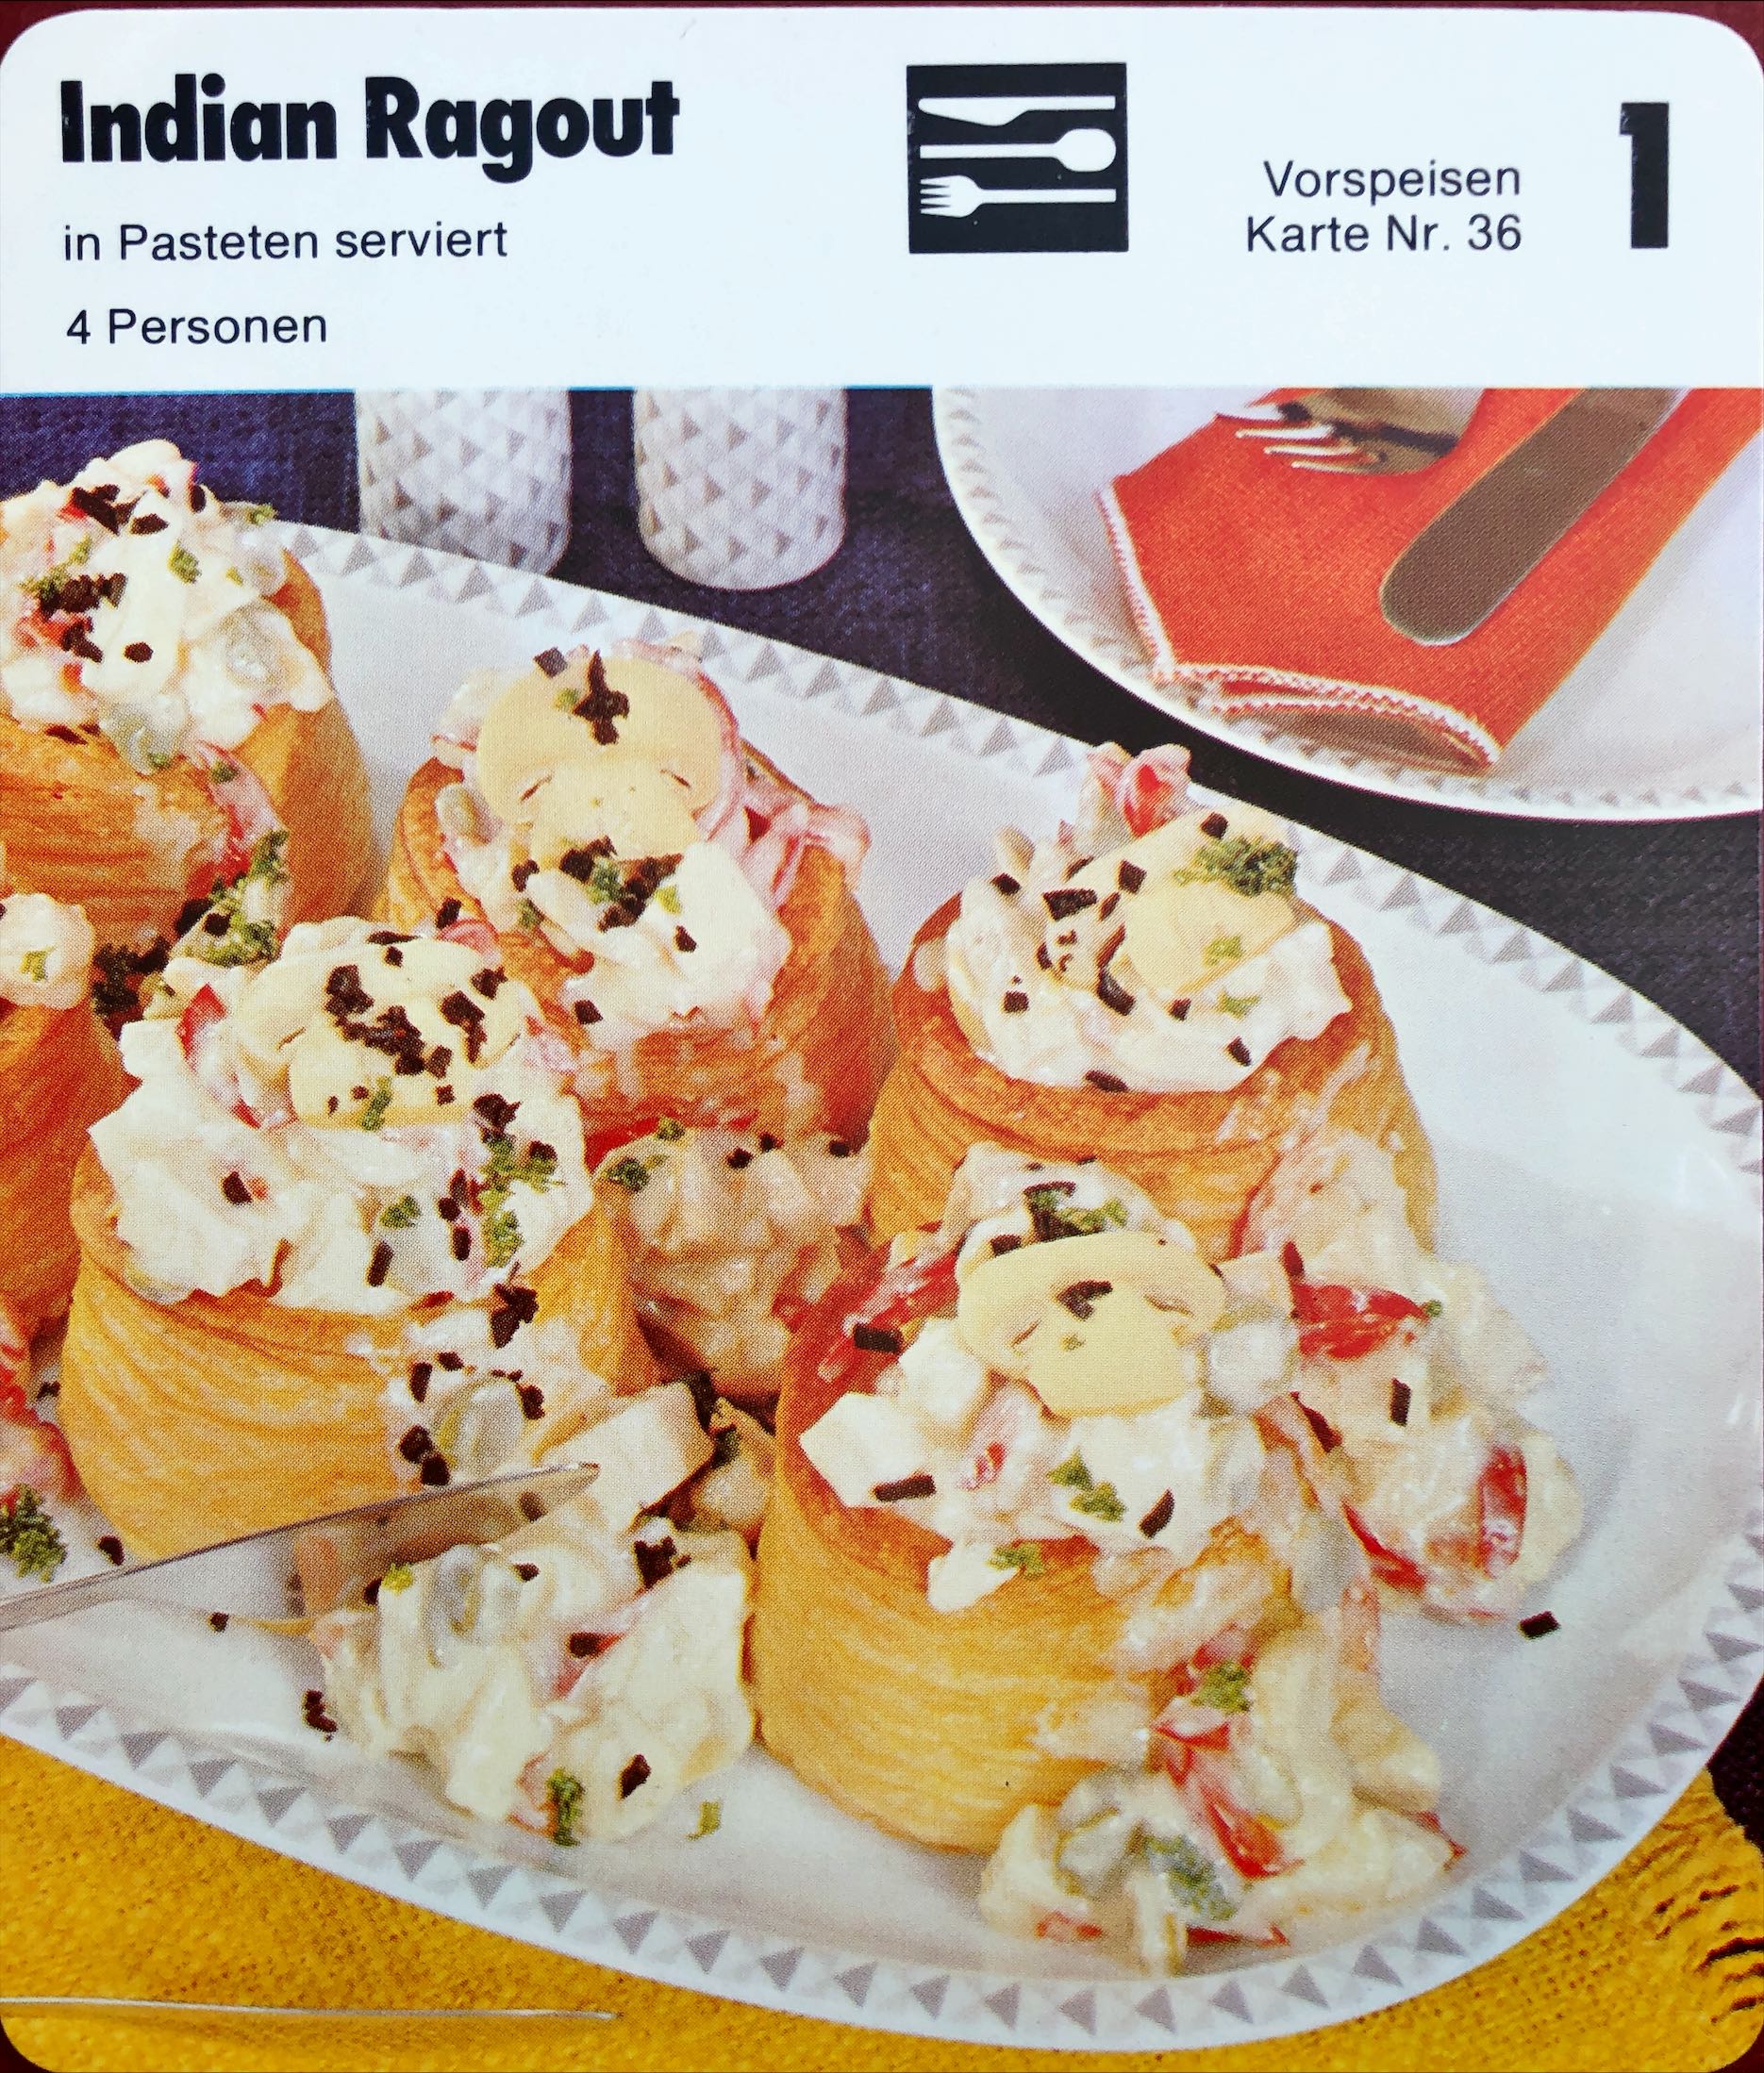 Indian Ragout
in Pasteten serviert
4 Personen
Vorspeisen
Karte Nr. 36
1